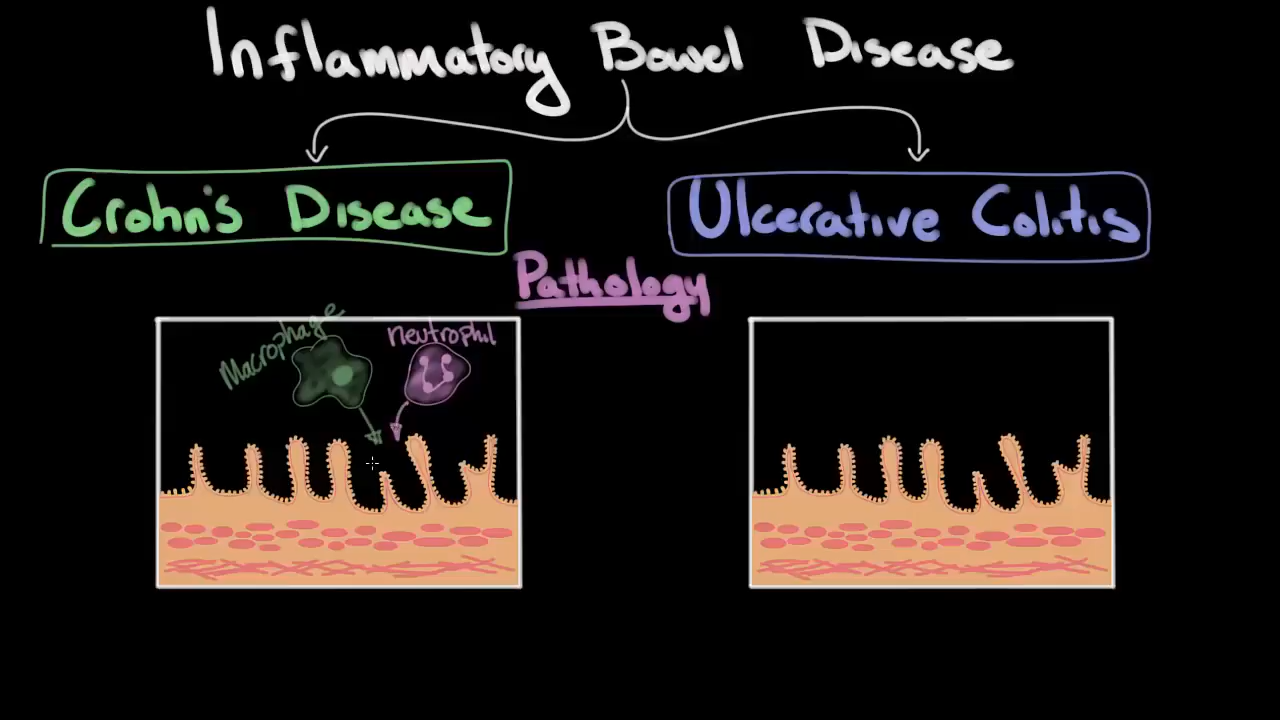 Inflammatory Bowel Disease
Crohn's Disease
Ulcerative Colitis
Pathology
Macrophage
neutrophil